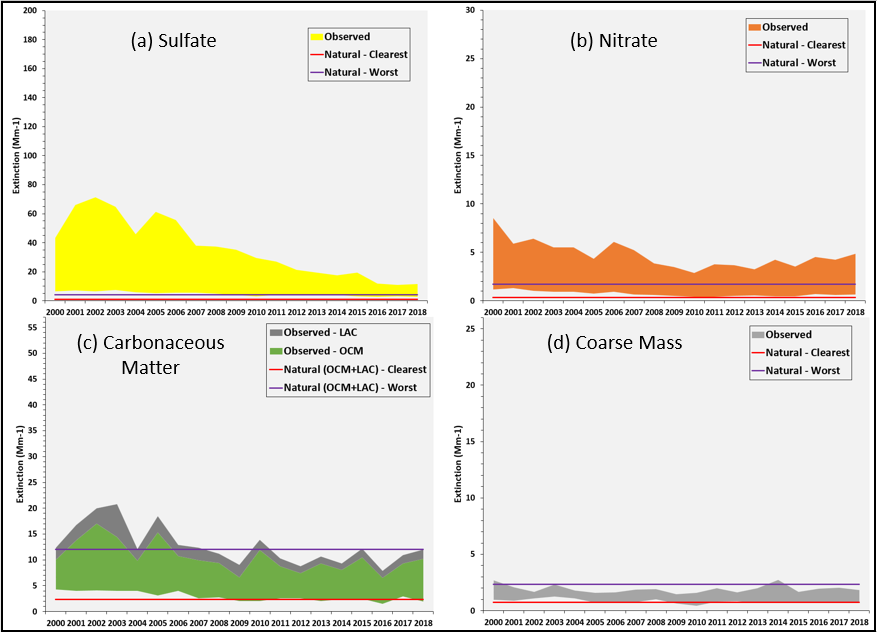 (a) Sulfate
Observed
Natural - Clearest
Natural - Worst
Extinction (Mm-1)
200
180
160
140
120
100
80
60
40
20
0
2000 2001 2002 2003 2004 2005 2006 2007 2008 2009 2010 2011 2012 2013 2014 2015 2016 2017 2018
(b) Nitrate
Observed
Natural - Clearest
Natural - Worst
Extinction (Mm-1)
30
25
20
15
10
5
0
2000 2001 2002 2003 2004 2005 2006 2007 2008 2009 2010 2011 2012 2013 2014 2015 2016 2017 2018
(c) Carbonaceous
Matter
Observed - LAC
Observed - OCM
Natural (OCM+LAC) - Clearest
Natural (OCM+LAC) - Worst
Extinction (Mm-1)
55
50
45
40
35
30
25
20
15
10
5
0
2000 2001 2002 2003 2004 2005 2006 2007 2008 2009 2010 2011 2012 2013 2014 2015 2016 2017 2018
(d) Coarse Mass
Observed
Natural - Clearest
Natural - Worst
Extinction (Mm-1)
25
20
15
10
5
0
2000 2001 2002 2003 2004 2005 2006 2007 2008 2009 2010 2011 2012 2013 2014 2015 2016 2017 2018